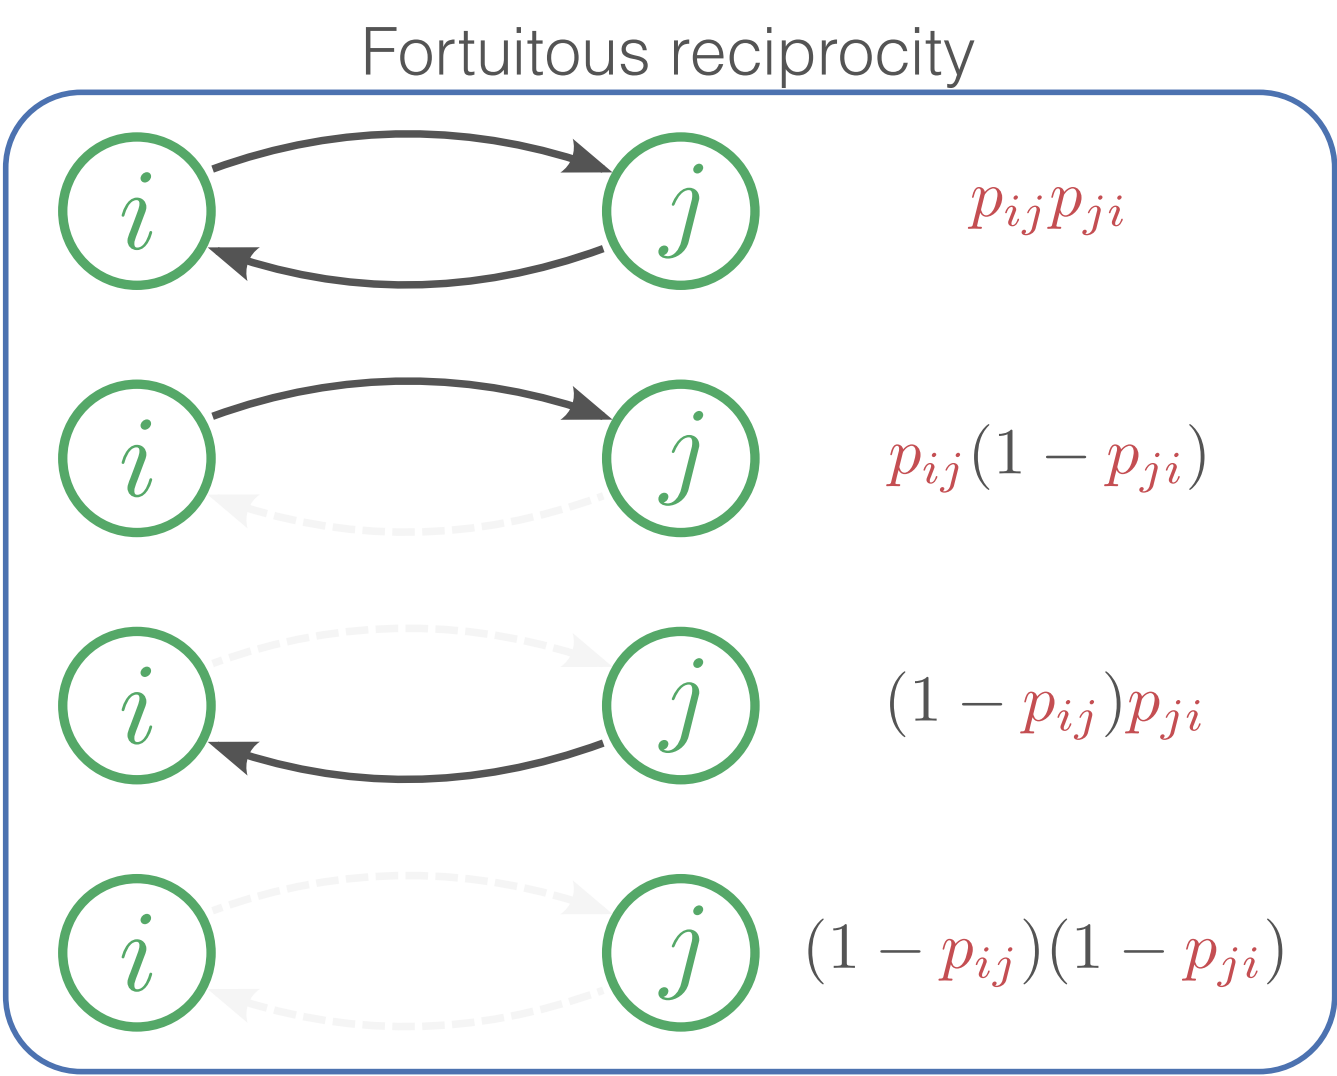 Fortuitous reciprocity
i j p_{ij}p_{ji}
i j p_{ij}(1 − p_{ji})
i j (1 − p_{ij})p_{ji}
i j (1 − p_{ij})(1 − p_{ji})